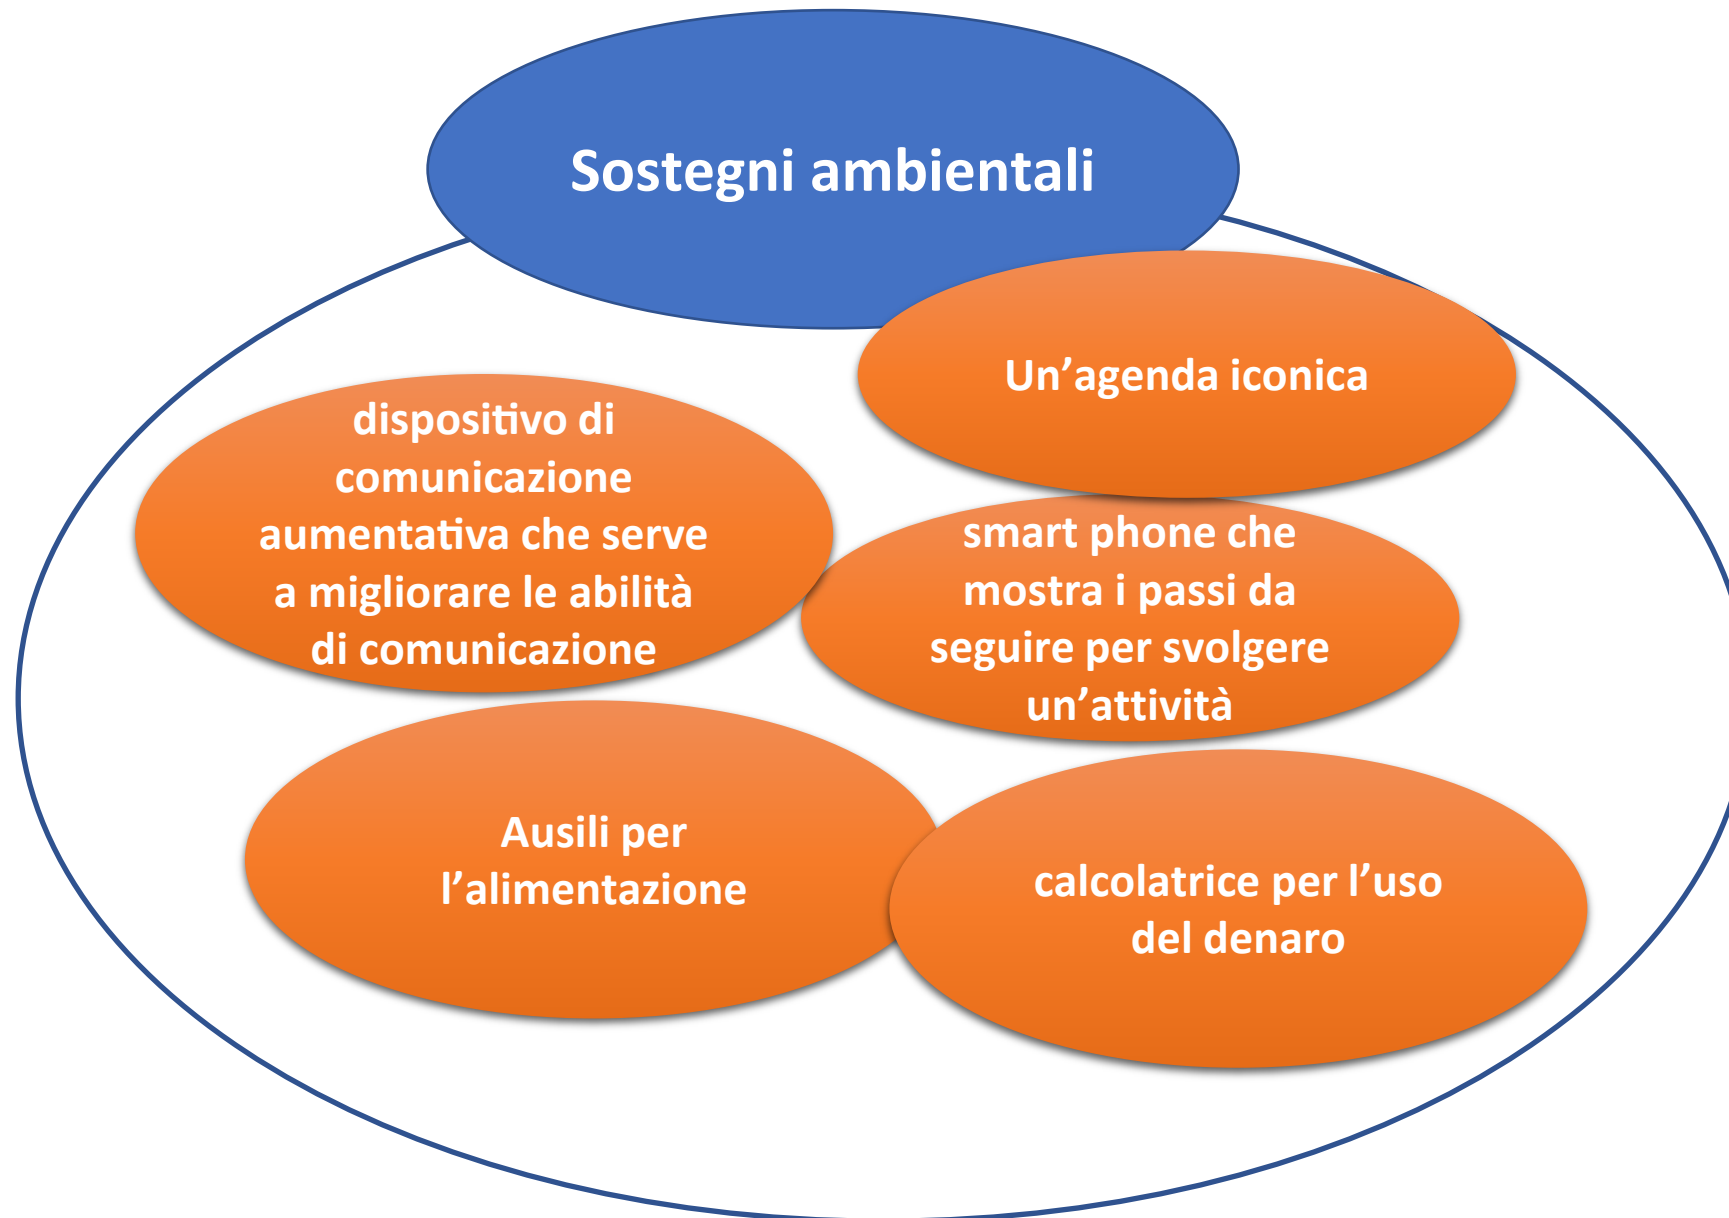 Sostegni ambientali
Un’agenda iconica
dispositivo di
comunicazione
aumentativa che serve
a migliorare le abilità
di comunicazione
smart phone che
mostra i passi da
seguire per svolgere
un’attività
Ausili per
l’alimentazione
calcolatrice per l’uso
del denaro